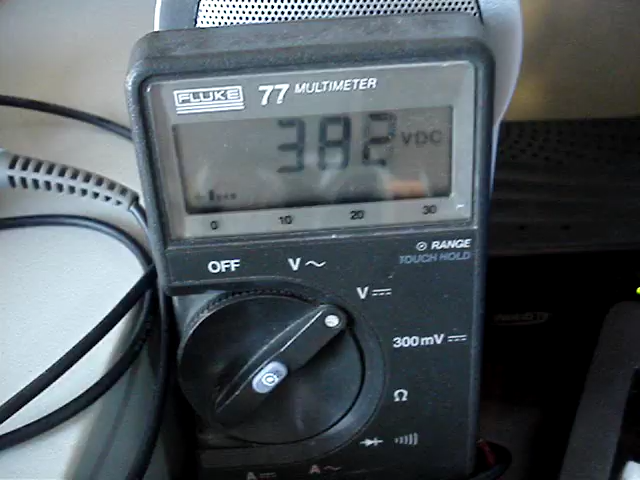 FLUKE 77 MULTIMETER
382 VDC
0 10 20 30
OFF V~ RANGE
TOUCH HOLD
V⎓
300mV⎓
Ω
A⎓ A~